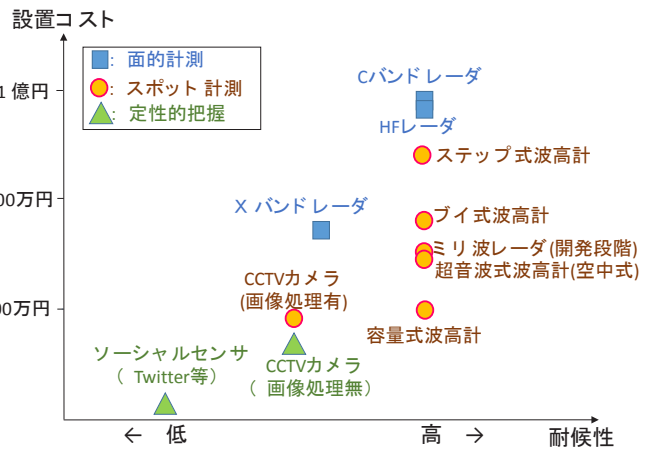 設置コスト
■: 面的計測
●: スポット計測
▲: 定性的把握
1億円
Cバンドレーダ
HFレーダ
ステップ式波高計
00万円
Xバンドレーダ
ブイ式波高計
ミリ波レーダ(開発段階)
超音波式波高計(空中式)
CCTVカメラ
(画像処理有)
00万円
容量式波高計
ソーシャルセンサ
(Twitter等)
CCTVカメラ
(画像処理無)
← 低
高 →
耐候性